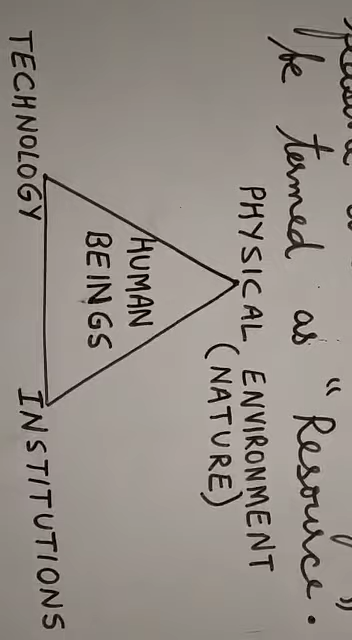 be termed as "Resource".
PHYSICAL ENVIRONMENT
(NATURE)
HUMAN
BEINGS
TECHNOLOGY INSTITUTIONS